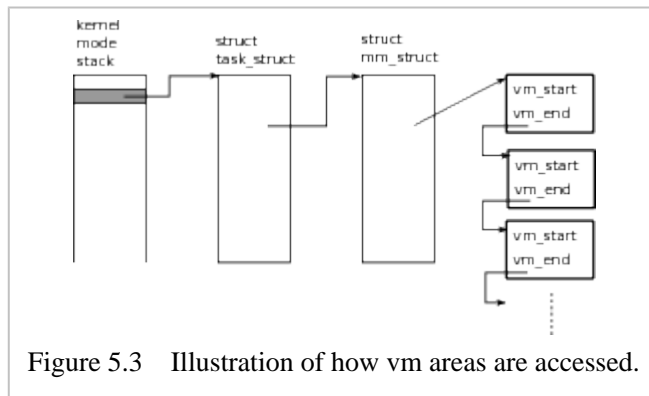 kernel
mode
stack
struct
task_struct
struct
mm_struct
vm_start
vm_end
vm_start
vm_end
vm_start
vm_end
Figure 5.3 Illustration of how vm areas are accessed.